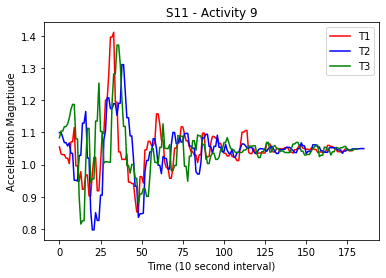 S11 - Activity 9
T1
T2
T3
Acceleration Magntiude
1.4
1.3
1.2
1.1
1.0
0.9
0.8
0 25 50 75 100 125 150 175
Time (10 second interval)